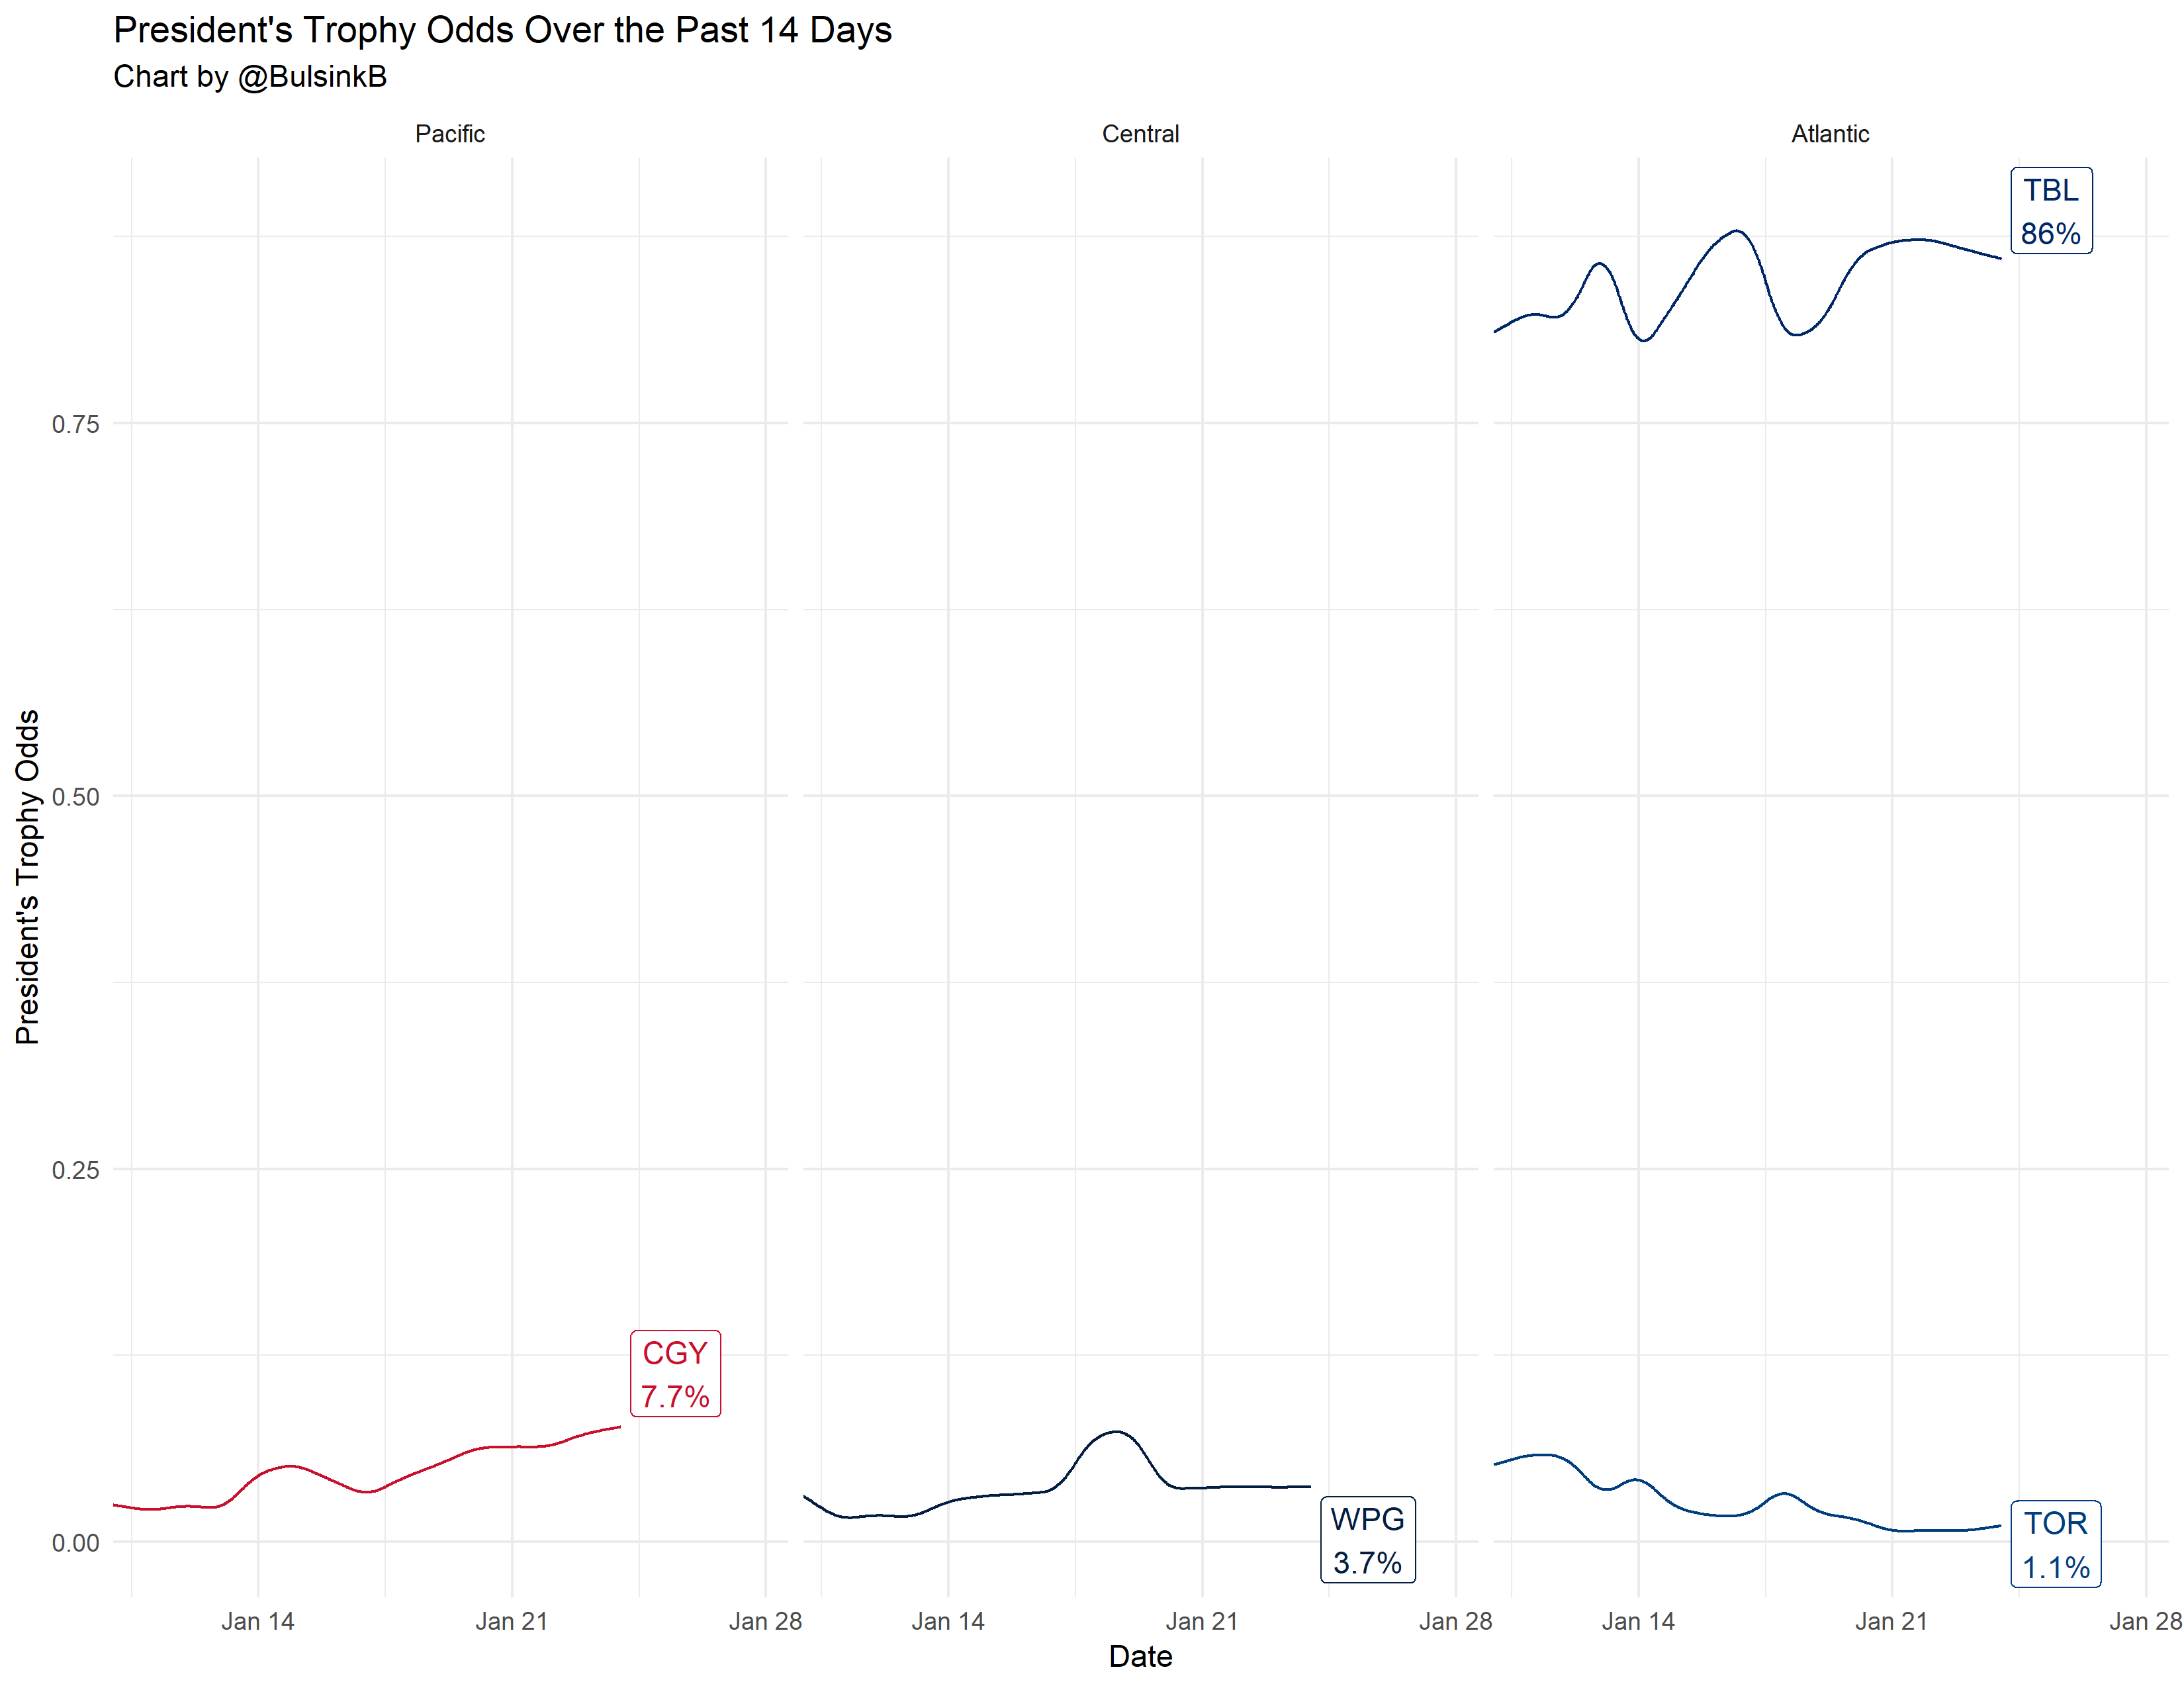 President's Trophy Odds Over the Past 14 Days
Chart by @BulsinkB
Pacific
Central
Atlantic
President's Trophy Odds
0.75
0.50
0.25
0.00
CGY
7.7%
WPG
3.7%
TBL
86%
TOR
1.1%
Jan 14
Jan 21
Jan 28
Jan 14
Jan 21
Jan 28
Jan 14
Jan 21
Jan 28
Date